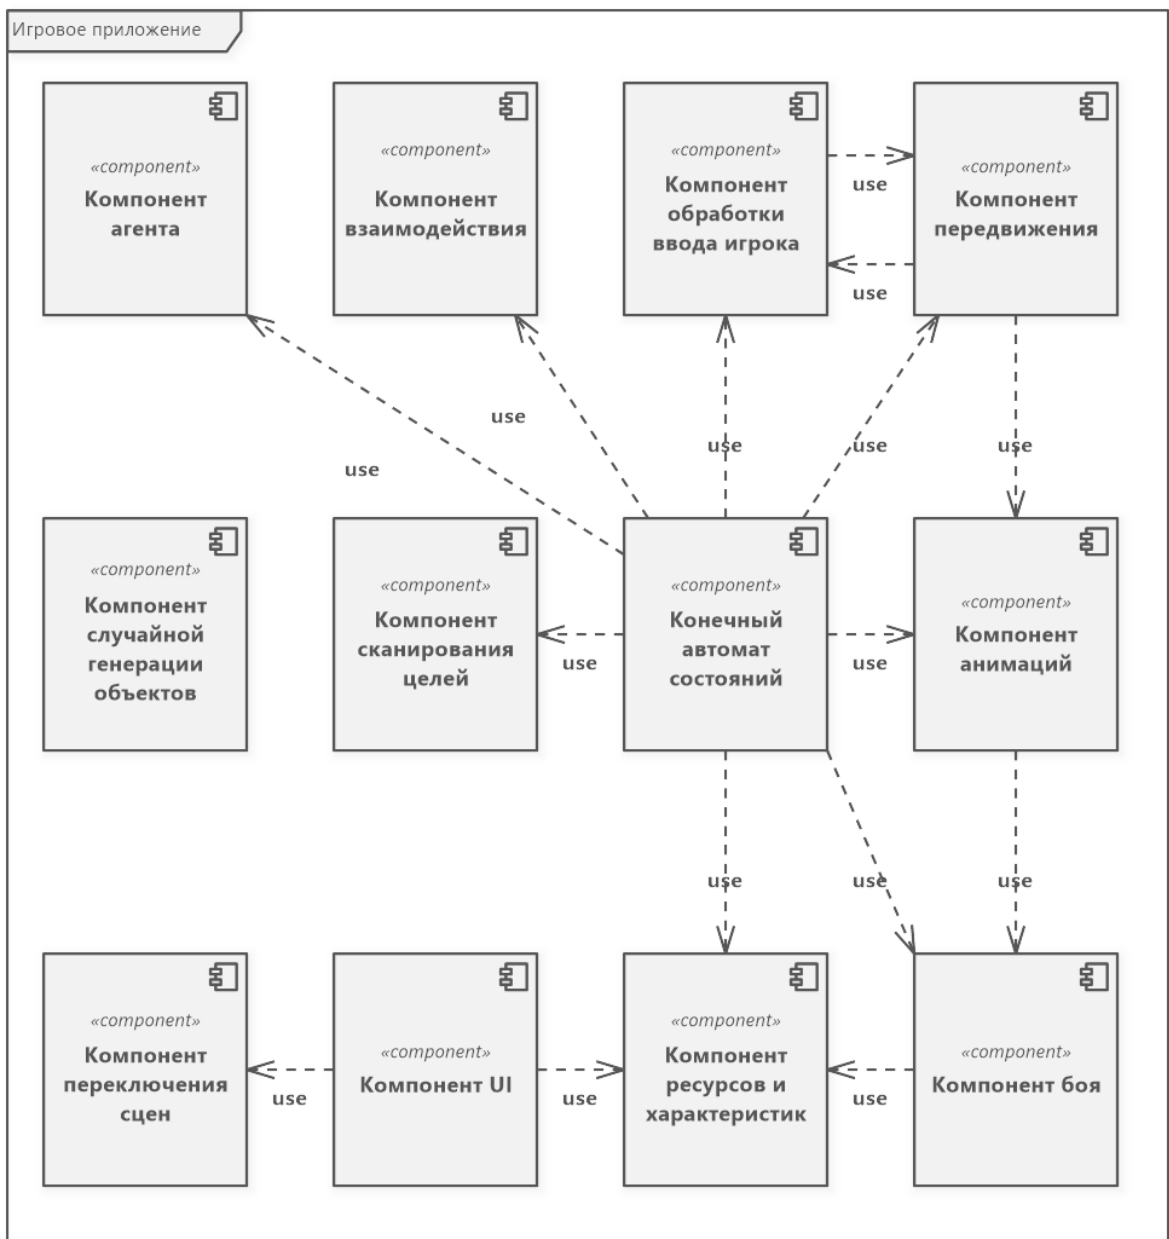 Игровое приложение
«component»
Компонент
агента
«component»
Компонент
взаимодействия
«component»
Компонент
обработки
ввода игрока
use
use
«component»
Компонент
передвижения
use
use
use
use
use
«component»
Компонент
случайной
генерации
объектов
«component»
Компонент
сканирования
целей
use
«component»
Конечный
автомат
состояний
use
«component»
Компонент
анимаций
use
use
use
«component»
Компонент
переключения
сцен
use
«component»
Компонент UI
use
«component»
Компонент
ресурсов и
характеристик
use
«component»
Компонент боя